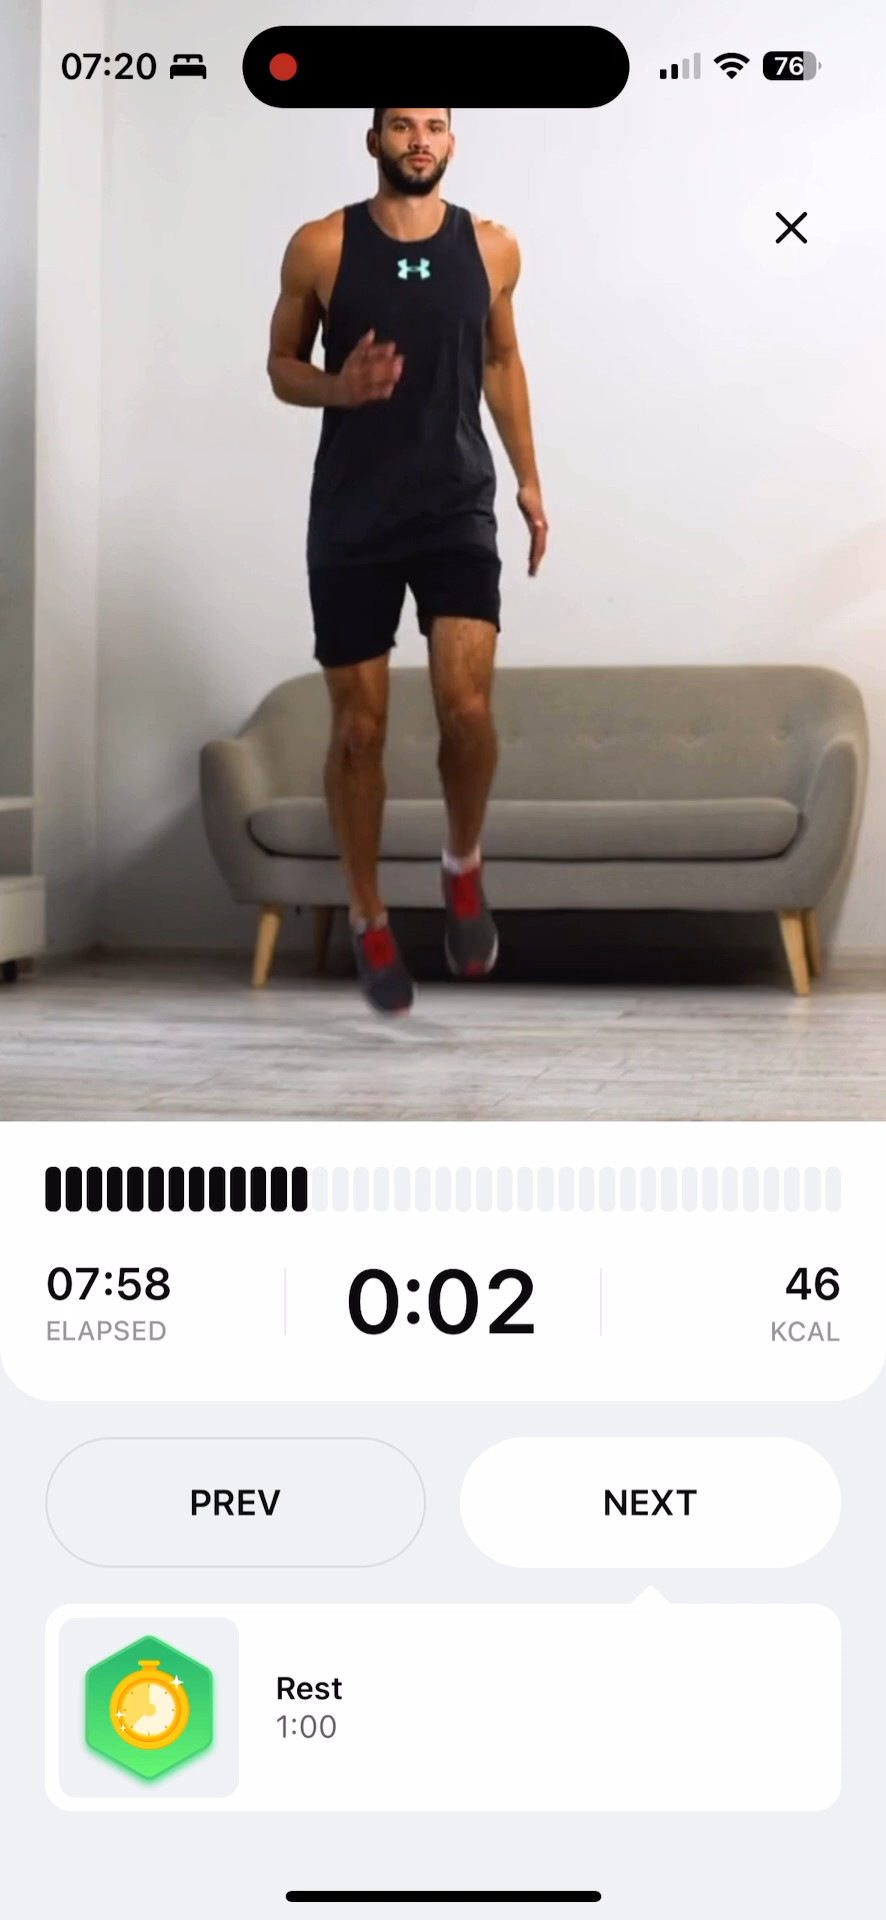 07:20
76
07:58
ELAPSED
0:02
46
KCAL
PREV
NEXT
Rest
1:00